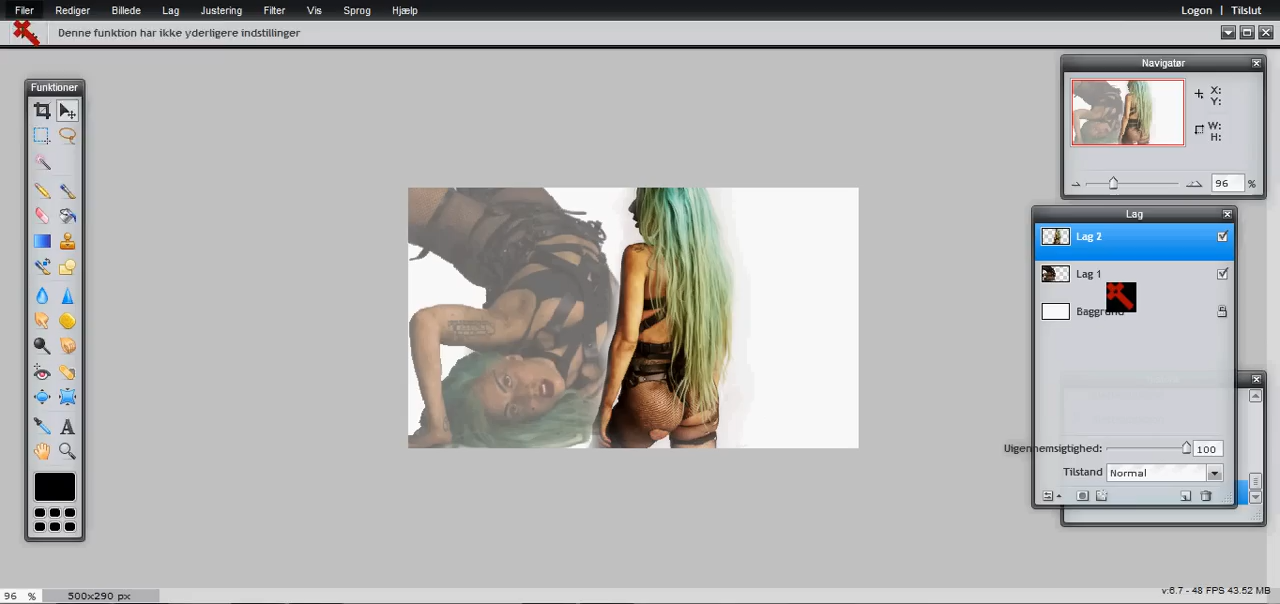 Filer Rediger Billede Lag Justering Filter Vis Sprog Hjælp Logon | Tilslut
Denne funktion har ikke yderligere indstillinger
Funktioner
Navigatør
X:
Y:
W:
H:
96 %
Lag
Lag 2
Lag 1
Baggrund
Uigennemsigtighed: 100
Tilstand Normal
96 % 500x290 px
v:6.7 - 48 FPS 43.52 MB